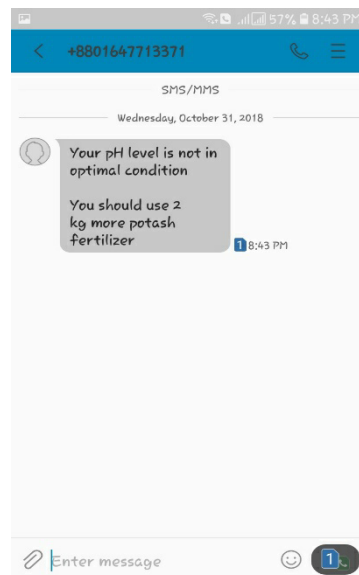 57% 8:43 PM
+8801647713371
SMS/MMS
Wednesday, October 31, 2018
Your pH level is not in
optimal condition
You should use 2
kg more potash
fertilizer
1 8:43 PM
Enter message
1